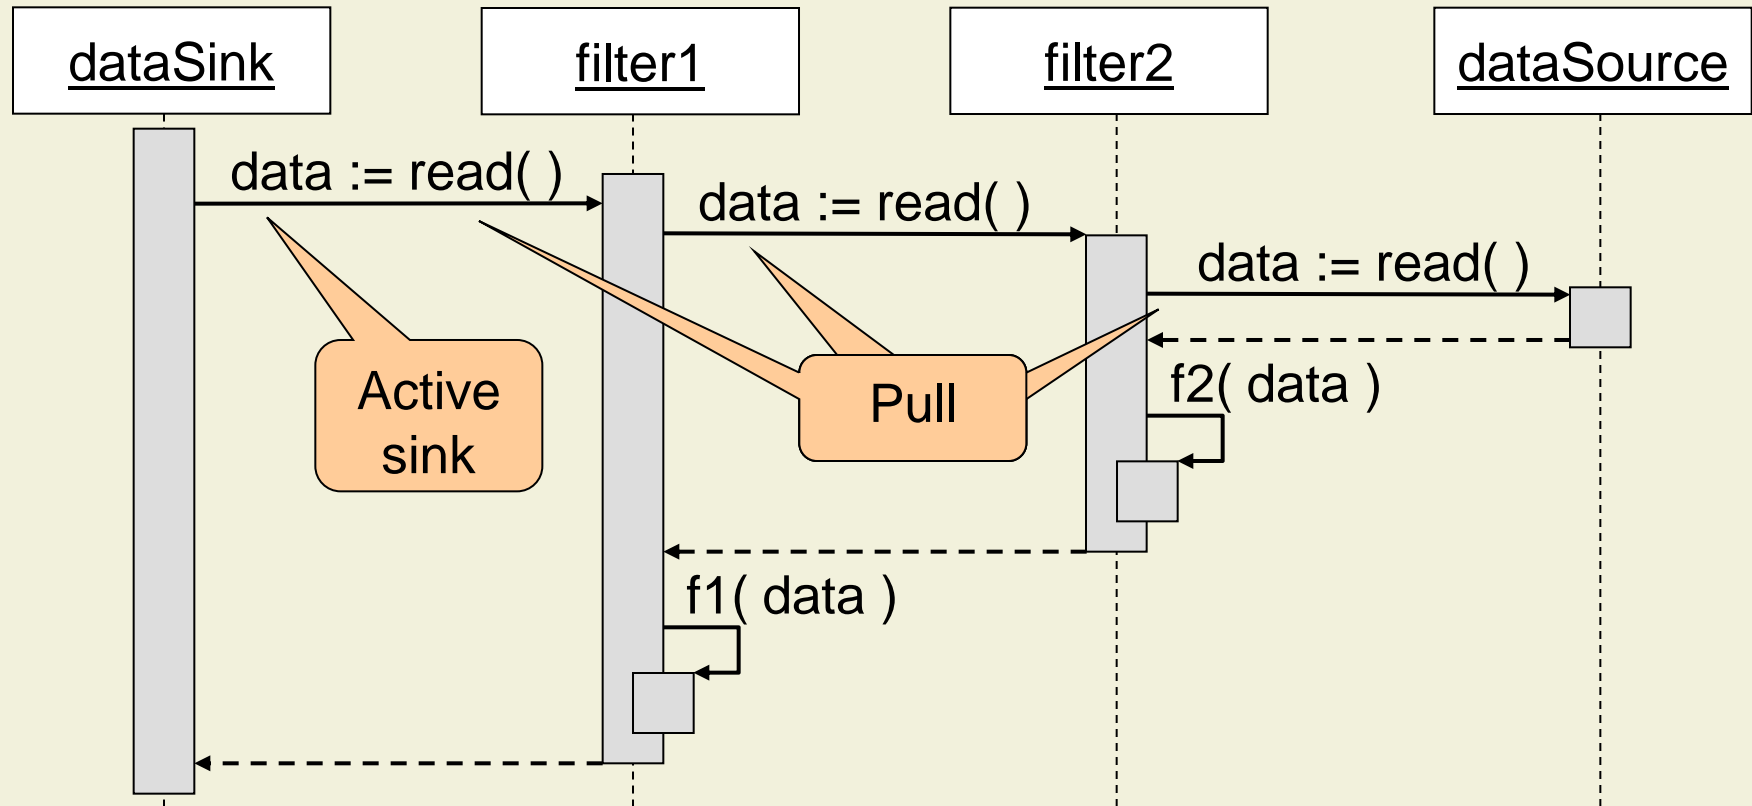 dataSink
filter1
filter2
dataSource
data := read( )
data := read( )
data := read( )
Active
sink
Pull
f2( data )
f1( data )